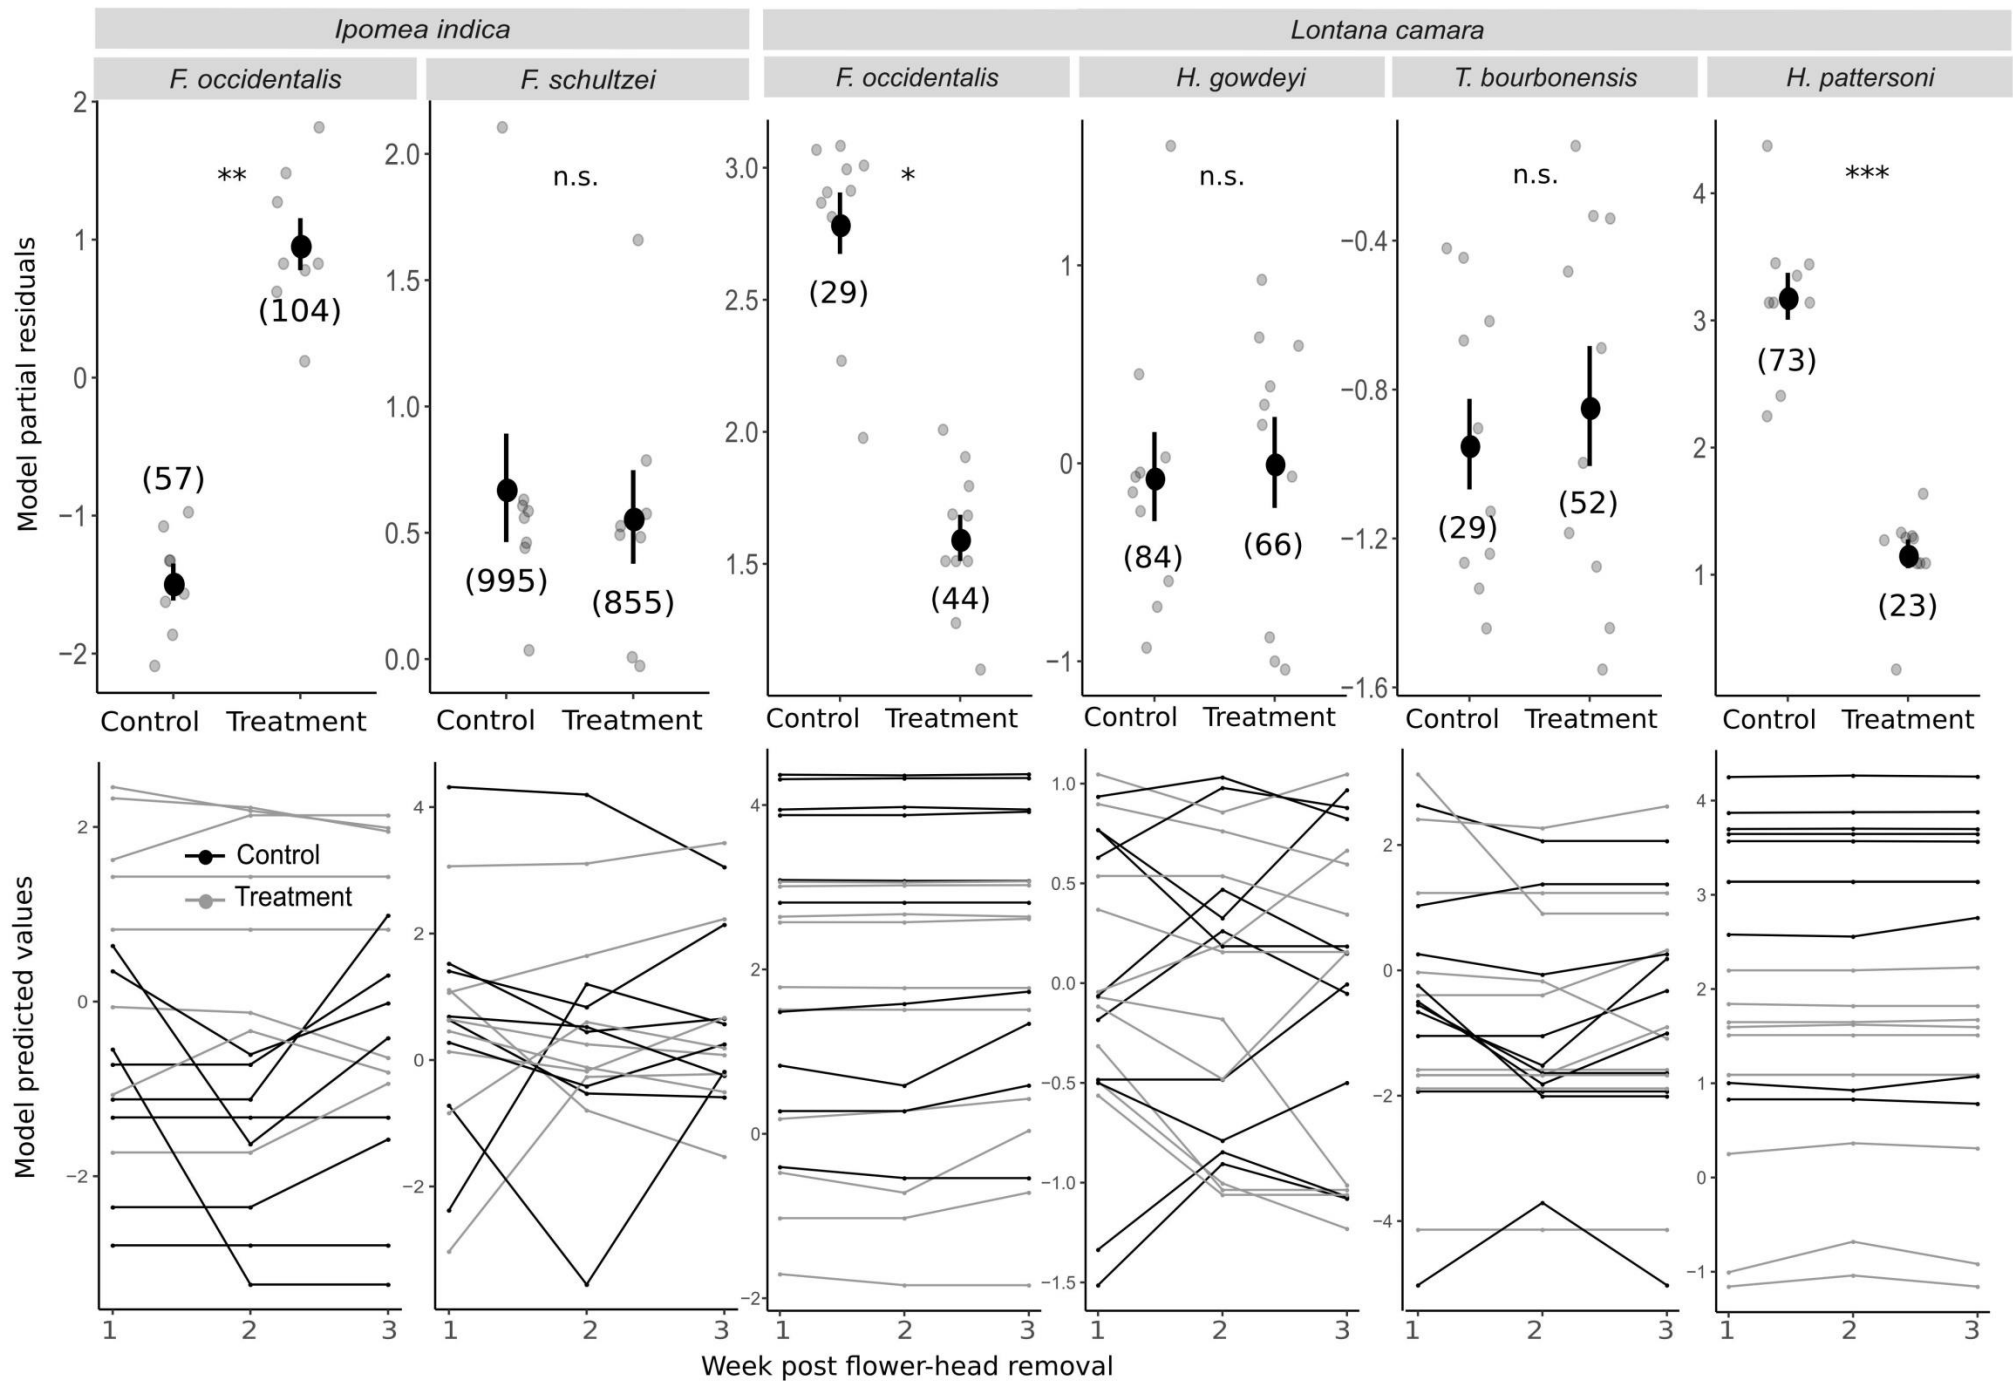 Ipomea indica
Lontana camara
F. occidentalis
F. schultzei
F. occidentalis
H. gowdeyi
T. bourbonensis
H. pattersoni
Model partial residuals
2
1
0
−1
−2
**
(57)
(104)
Control Treatment
2.0
1.5
1.0
0.5
0.0
n.s.
(995)
(855)
Control Treatment
3.0
2.5
2.0
1.5
*
(29)
(44)
Control Treatment
1
0
−1
n.s.
(84)
(66)
Control Treatment
−0.4
−0.8
−1.2
−1.6
n.s.
(29)
(52)
Control Treatment
4
3
2
1
***
(73)
(23)
Control Treatment
Model predicted values
2
0
−2
Control
Treatment
1 2 3
4
2
0
−2
1 2 3
4
2
0
−2
1 2 3
1.0
0.5
0.0
−0.5
−1.0
−1.5
1 2 3
2
0
−2
−4
1 2 3
4
3
2
1
0
−1
1 2 3
Week post flower-head removal